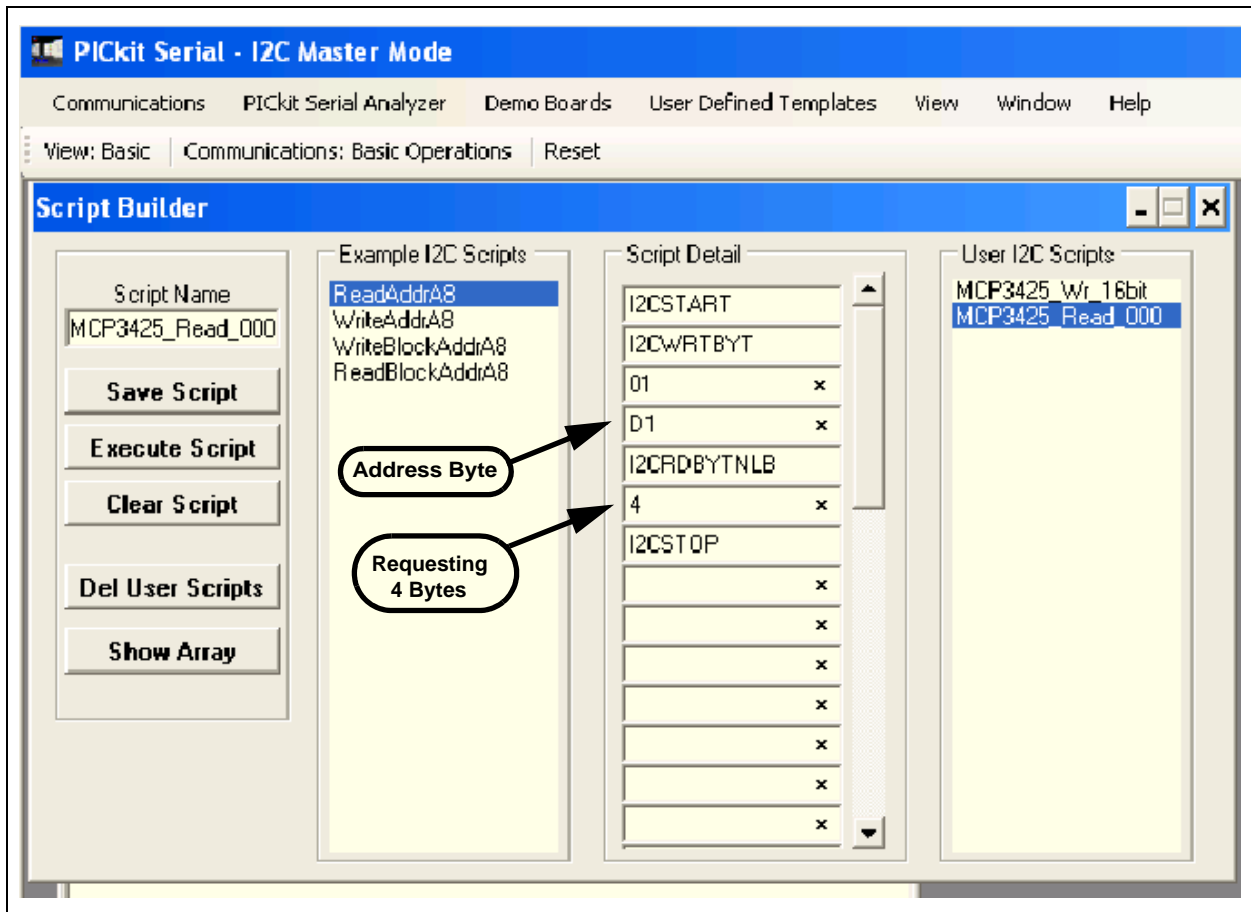 PICkit Serial - I2C Master Mode
Communications PICkit Serial Analyzer Demo Boards User Defined Templates View Window Help
View: Basic Communications: Basic Operations Reset
Script Builder
Script Name
MCP3425_Read_000
Save Script
Execute Script
Clear Script
Del User Scripts
Show Array
Example I2C Scripts
ReadAddrA8
WriteAddrA8
WriteBlockAddrA8
ReadBlockAddrA8
Address Byte
Requesting
4 Bytes
Script Detail
I2CSTART
I2CWRTBYT
01
D1
I2CRDBYTNLB
4
I2CSTOP
User I2C Scripts
MCP3425_Wr_16bit
MCP3425_Read_000